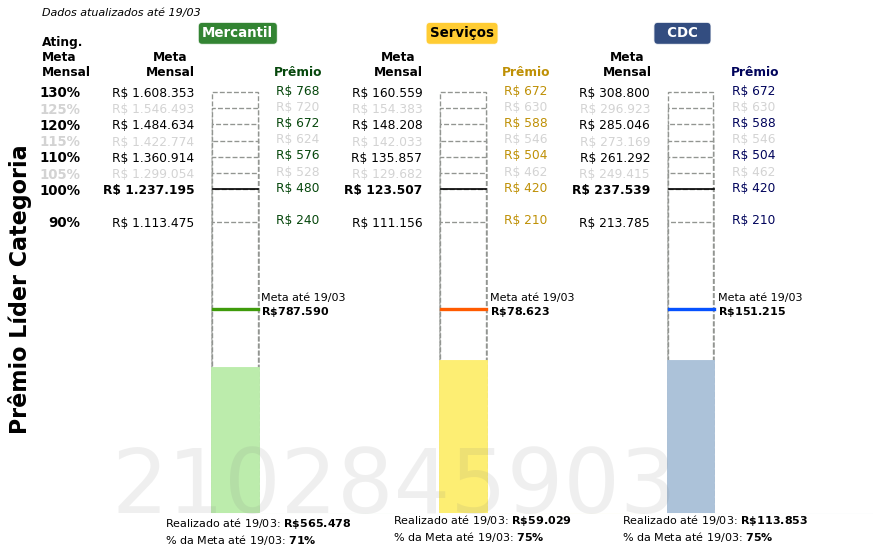 Dados atualizados até 19/03
Mercantil
Serviços
CDC
Ating. Meta Mensal
Meta Mensal
Prêmio
Meta Mensal
Prêmio
Meta Mensal
Prêmio
130% R$ 1.608.353 R$ 768 R$ 160.559 R$ 672 R$ 308.800 R$ 672
125% R$ 1.546.493 R$ 720 R$ 154.383 R$ 630 R$ 296.923 R$ 630
120% R$ 1.484.634 R$ 672 R$ 148.208 R$ 588 R$ 285.046 R$ 588
115% R$ 1.422.774 R$ 624 R$ 142.033 R$ 546 R$ 273.169 R$ 546
110% R$ 1.360.914 R$ 576 R$ 135.857 R$ 504 R$ 261.292 R$ 504
105% R$ 1.299.054 R$ 528 R$ 129.682 R$ 462 R$ 249.415 R$ 462
100% R$ 1.237.195 R$ 480 R$ 123.507 R$ 420 R$ 237.539 R$ 420
90% R$ 1.113.475 R$ 240 R$ 111.156 R$ 210 R$ 213.785 R$ 210
Prêmio Líder Categoria
Meta até 19/03
R$787.590
Meta até 19/03
R$78.623
Meta até 19/03
R$151.215
2102845903
Realizado até 19/03: R$565.478
% da Meta até 19/03: 71%
Realizado até 19/03: R$59.029
% da Meta até 19/03: 75%
Realizado até 19/03: R$113.853
% da Meta até 19/03: 75%